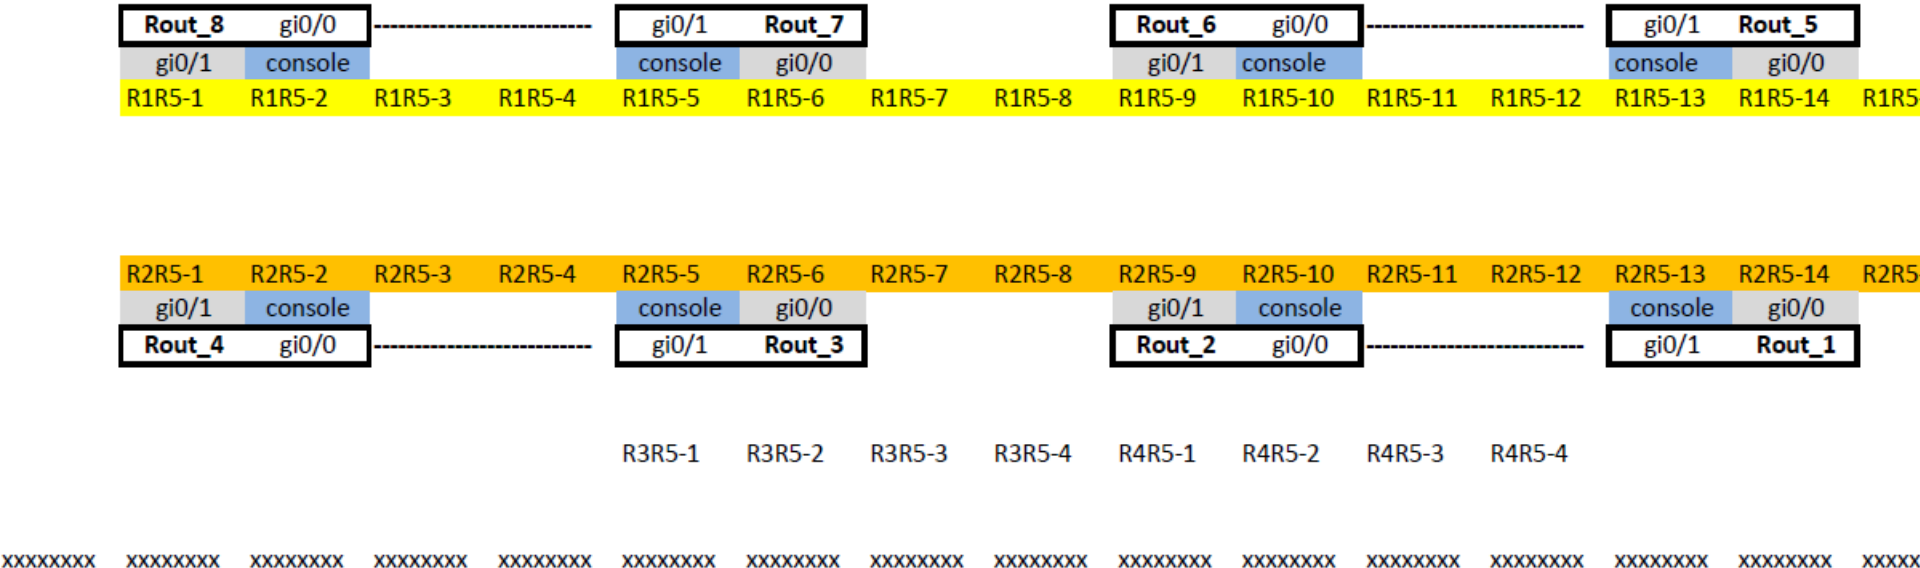 Rout_8 gi0/0 -------------------------- gi0/1 Rout_7 Rout_6 gi0/0 -------------------------- gi0/1 Rout_5
gi0/1 console console gi0/0 gi0/1 console console gi0/0
R1R5-1 R1R5-2 R1R5-3 R1R5-4 R1R5-5 R1R5-6 R1R5-7 R1R5-8 R1R5-9 R1R5-10 R1R5-11 R1R5-12 R1R5-13 R1R5-14 R1R5-
R2R5-1 R2R5-2 R2R5-3 R2R5-4 R2R5-5 R2R5-6 R2R5-7 R2R5-8 R2R5-9 R2R5-10 R2R5-11 R2R5-12 R2R5-13 R2R5-14 R2R5-
gi0/1 console console gi0/0 gi0/1 console console gi0/0
Rout_4 gi0/0 -------------------------- gi0/1 Rout_3 Rout_2 gi0/0 -------------------------- gi0/1 Rout_1
R3R5-1 R3R5-2 R3R5-3 R3R5-4 R4R5-1 R4R5-2 R4R5-3 R4R5-4
xxxxxxxx xxxxxxxx xxxxxxxx xxxxxxxx xxxxxxxx xxxxxxxx xxxxxxxx xxxxxxxx xxxxxxxx xxxxxxxx xxxxxxxx xxxxxxxx xxxxxxxx xxxxxxxx xxxxxxxx xxxxx